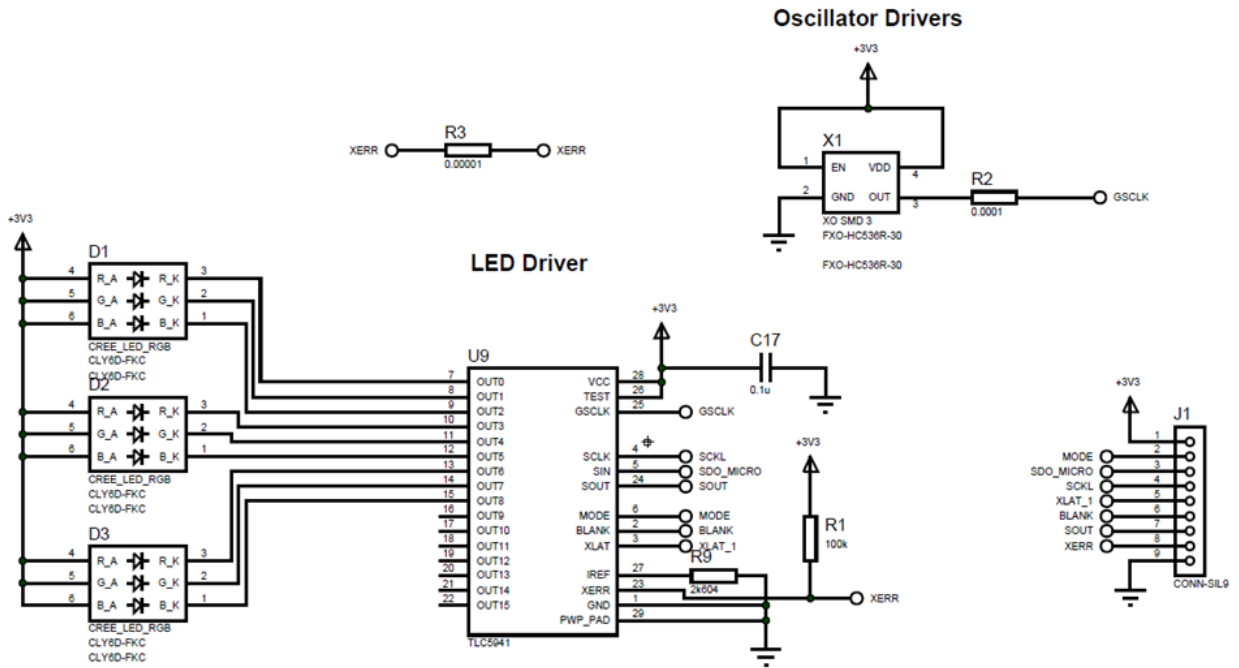 Oscillator Drivers
+3V3
R3
XERR
XERR
0.00001
X1
1
EN
VDD
4
2
GND
OUT
3
R2
0.0001
GSCLK
XO SMD 3
FXO-HC536R-30
FXO-HC536R-30
+3V3
D1
4
R_A
R_K
3
5
G_A
G_K
2
6
B_A
B_K
1
CREE_LED_RGB
CLY6D-FKC
CLY6D-FKC
D2
4
R_A
R_K
3
5
G_A
G_K
2
6
B_A
B_K
1
CREE_LED_RGB
CLY6D-FKC
CLY6D-FKC
D3
4
R_A
R_K
3
5
G_A
G_K
2
6
B_A
B_K
1
CREE_LED_RGB
CLY6D-FKC
CLY6D-FKC
LED Driver
+3V3
C17
0.1u
U9
7
OUT0
8
OUT1
9
OUT2
10
OUT3
11
OUT4
12
OUT5
13
OUT6
14
OUT7
15
OUT8
16
OUT9
17
OUT10
18
OUT11
19
OUT12
20
OUT13
21
OUT14
22
OUT15
VCC
28
TEST
26
GSCLK
25
GSCLK
SCLK
4
SCKL
SIN
5
SDO_MICRO
SOUT
24
SOUT
MODE
6
MODE
BLANK
2
BLANK
XLAT
3
XLAT_1
IREF
27
XERR
23
GND
1
PWP_PAD
29
TLC5941
R9
2k604
+3V3
R1
100k
XERR
+3V3
J1
1
MODE
2
SDO_MICRO
3
SCKL
4
XLAT_1
5
BLANK
6
SOUT
7
XERR
8
9
CONN-SIL9